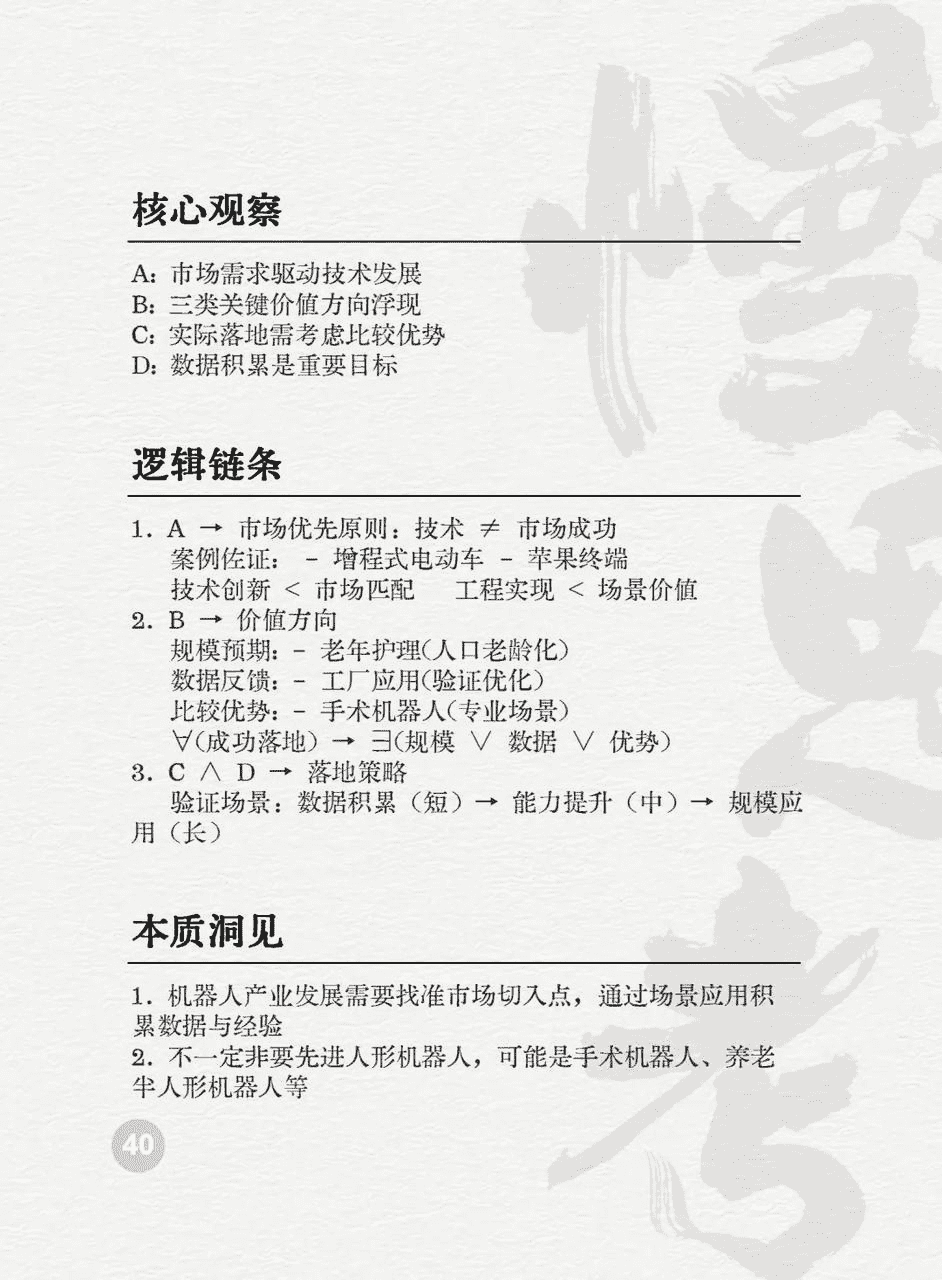 核心观察
A: 市场需求驱动技术发展
B: 三类关键价值方向浮现
C: 实际落地需考虑比较优势
D: 数据积累是重要目标
逻辑链条
1. A → 市场优先原则: 技术 ≠ 市场成功
案例佐证: - 增程式电动车 - 苹果终端
技术创新 < 市场匹配 工程实现 < 场景价值
2. B → 价值方向
规模预期: - 老年护理(人口老龄化)
数据反馈: - 工厂应用(验证优化)
比较优势: - 手术机器人(专业场景)
∀(成功落地) → ∃(规模 ∨ 数据 ∨ 优势)
3. C ∧ D → 落地策略
验证场景: 数据积累（短）→ 能力提升（中）→ 规模应
用（长）
本质洞见
1. 机器人产业发展需要找准市场切入点，通过场景应用积
累数据与经验
2. 不一定非要先进人形机器人，可能是手术机器人、养老
半人形机器人等
40
慢思考